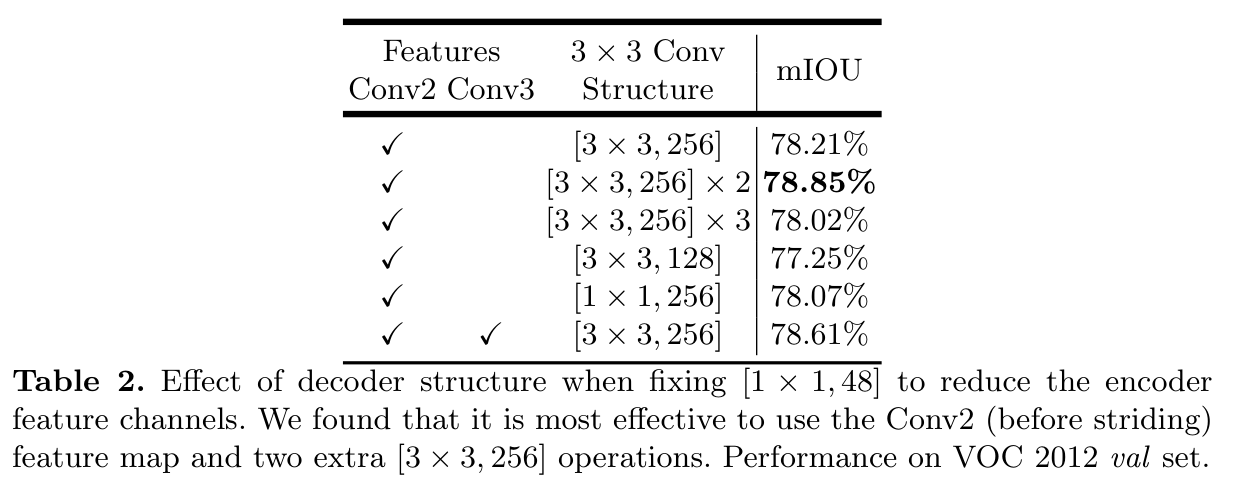 Features 3 × 3 Conv mIOU
Conv2 Conv3 Structure
✓ [3 × 3, 256] 78.21%
✓ [3 × 3, 256] × 2 78.85%
✓ [3 × 3, 256] × 3 78.02%
✓ [3 × 3, 128] 77.25%
✓ [1 × 1, 256] 78.07%
✓ ✓ [3 × 3, 256] 78.61%
Table 2. Effect of decoder structure when fixing [1 × 1, 48] to reduce the encoder
feature channels. We found that it is most effective to use the Conv2 (before striding)
feature map and two extra [3 × 3, 256] operations. Performance on VOC 2012 val set.